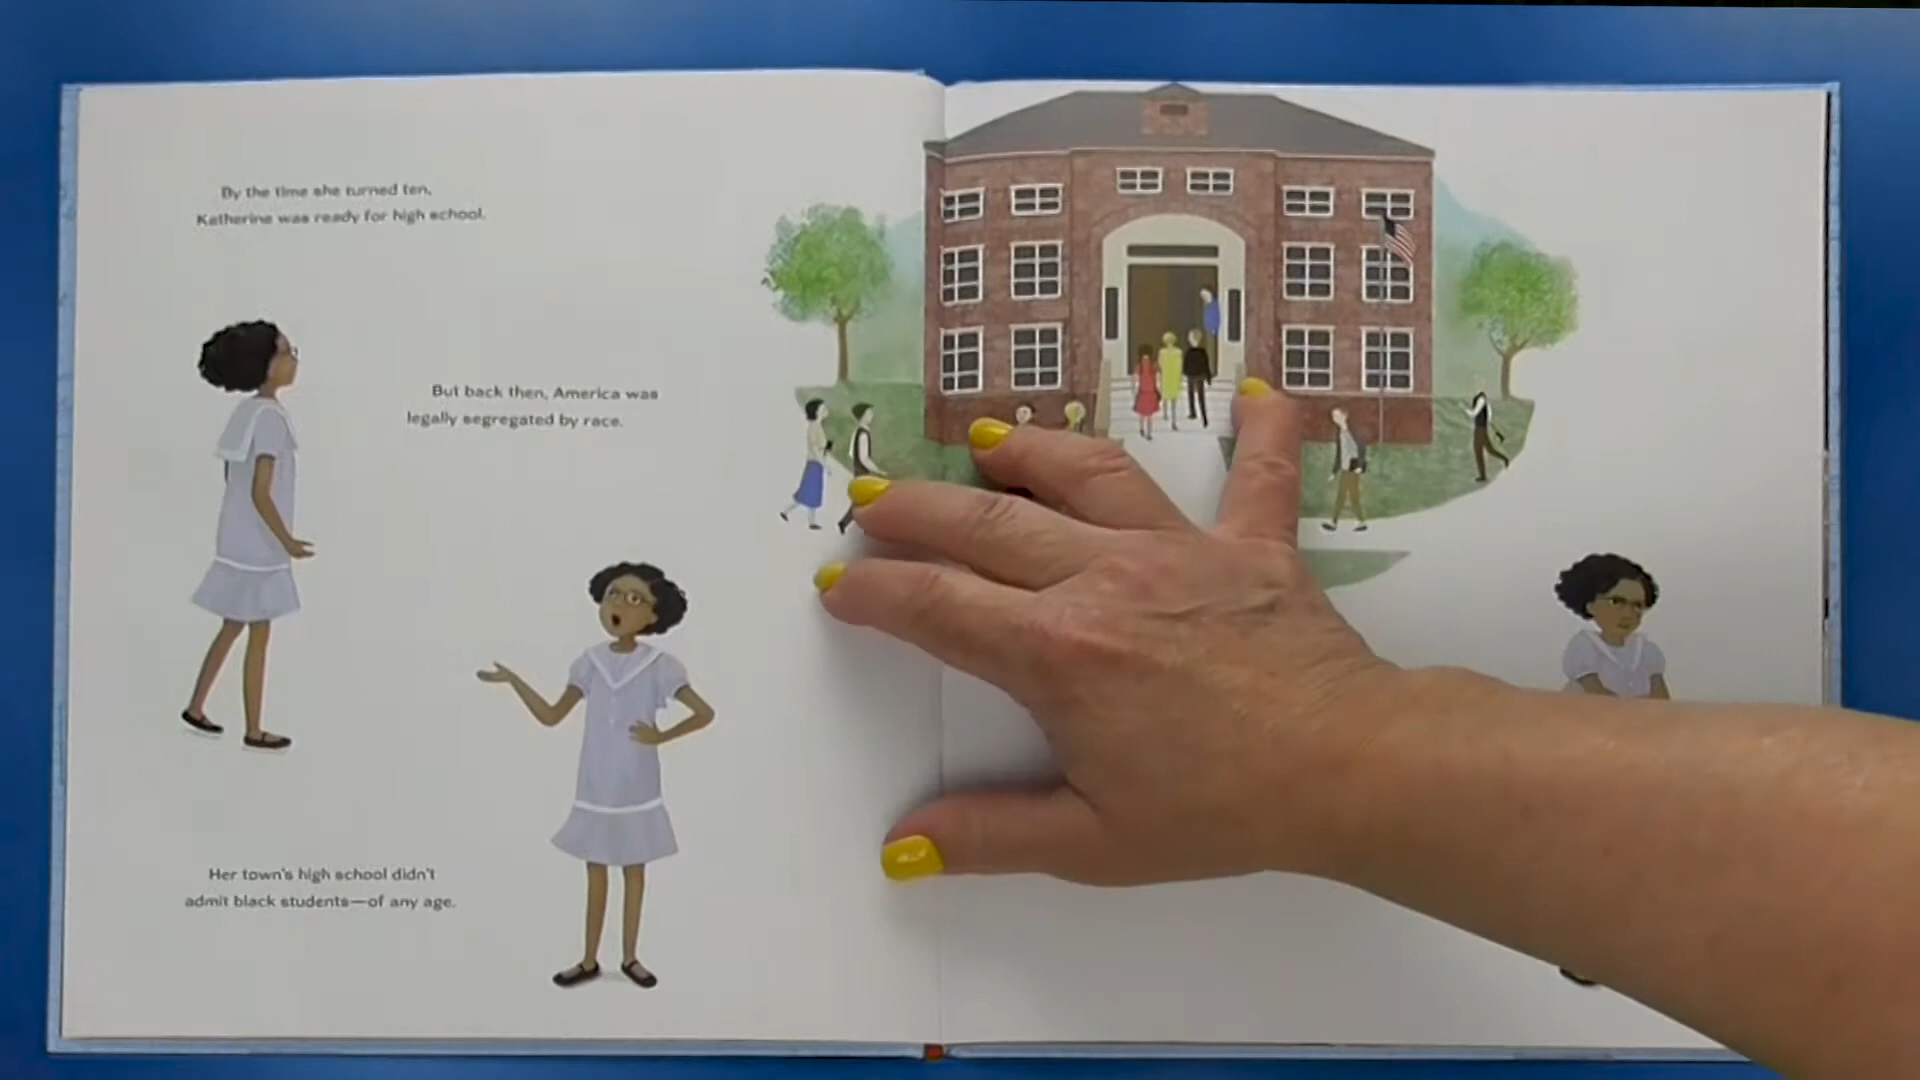 By the time she turned ten,
Katherine was ready for high school.
But back then, America was
legally segregated by race.
Her town's high school didn't
admit black students—of any age.